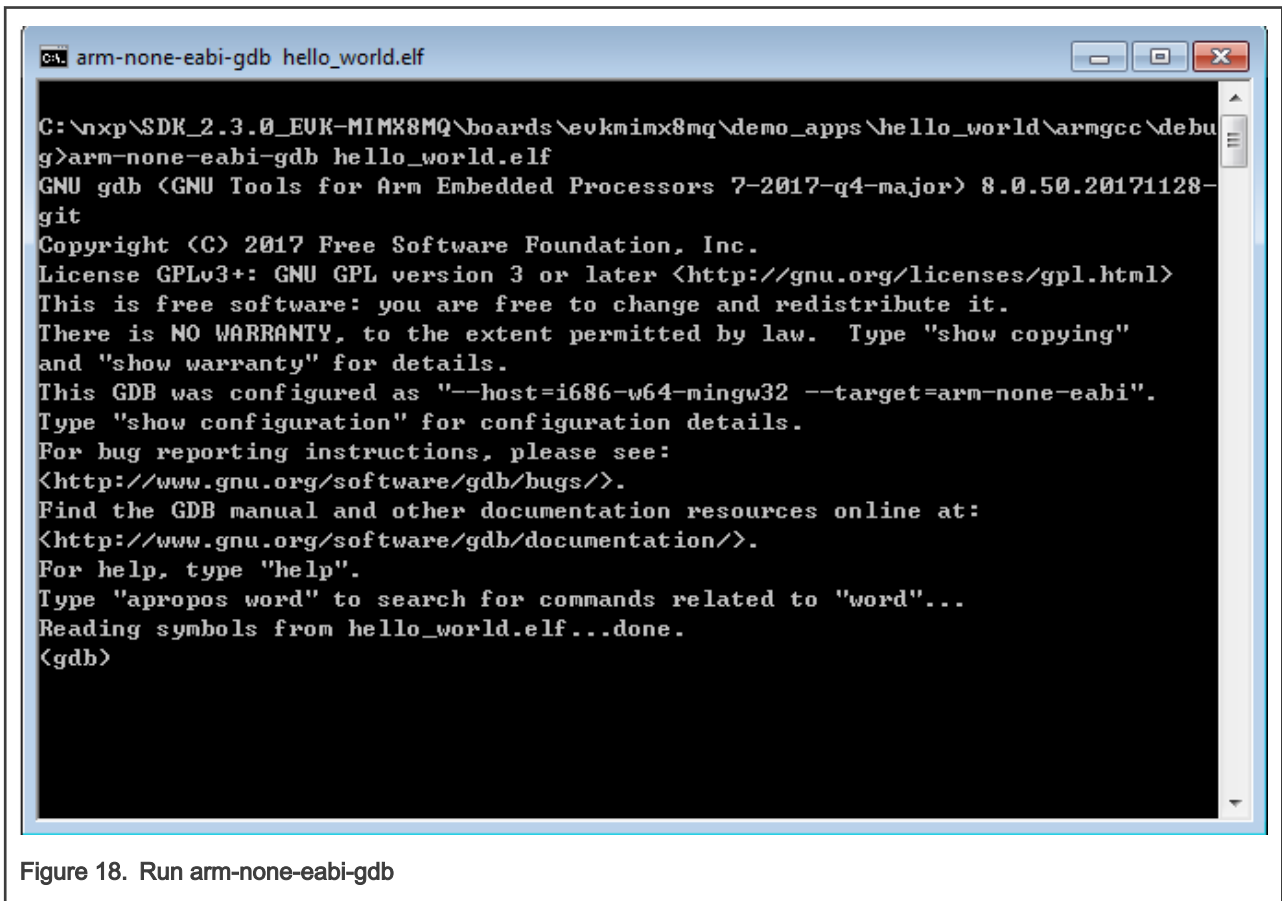 arm-none-eabi-gdb hello_world.elf
C:\nxp\SDK_2.3.0_EVK-MIMX8MQ\boards\evkmimx8mq\demo_apps\hello_world\armgcc\debu
g>arm-none-eabi-gdb hello_world.elf
GNU gdb (GNU Tools for Arm Embedded Processors 7-2017-q4-major) 8.0.50.20171128-
git
Copyright (C) 2017 Free Software Foundation, Inc.
License GPLv3+: GNU GPL version 3 or later <http://gnu.org/licenses/gpl.html>
This is free software: you are free to change and redistribute it.
There is NO WARRANTY, to the extent permitted by law.  Type "show copying"
and "show warranty" for details.
This GDB was configured as "--host=i686-w64-mingw32 --target=arm-none-eabi".
Type "show configuration" for configuration details.
For bug reporting instructions, please see:
<http://www.gnu.org/software/gdb/bugs/>.
Find the GDB manual and other documentation resources online at:
<http://www.gnu.org/software/gdb/documentation/>.
For help, type "help".
Type "apropos word" to search for commands related to "word"...
Reading symbols from hello_world.elf...done.
(gdb)
Figure 18. Run arm-none-eabi-gdb